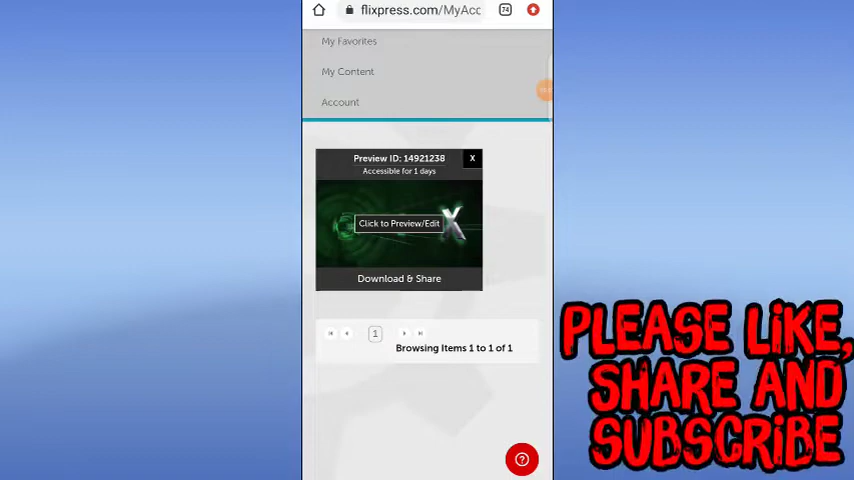 flixpress.com/MyAcc
74
My Favorites
My Content
Account
Preview ID: 14921238
X
Accessible for 1 days
Click to Preview/Edit
X
Download & Share
1
Browsing Items 1 to 1 of 1
?
PLEASE LiKE,
SHARE AND
SUBSCRiBE